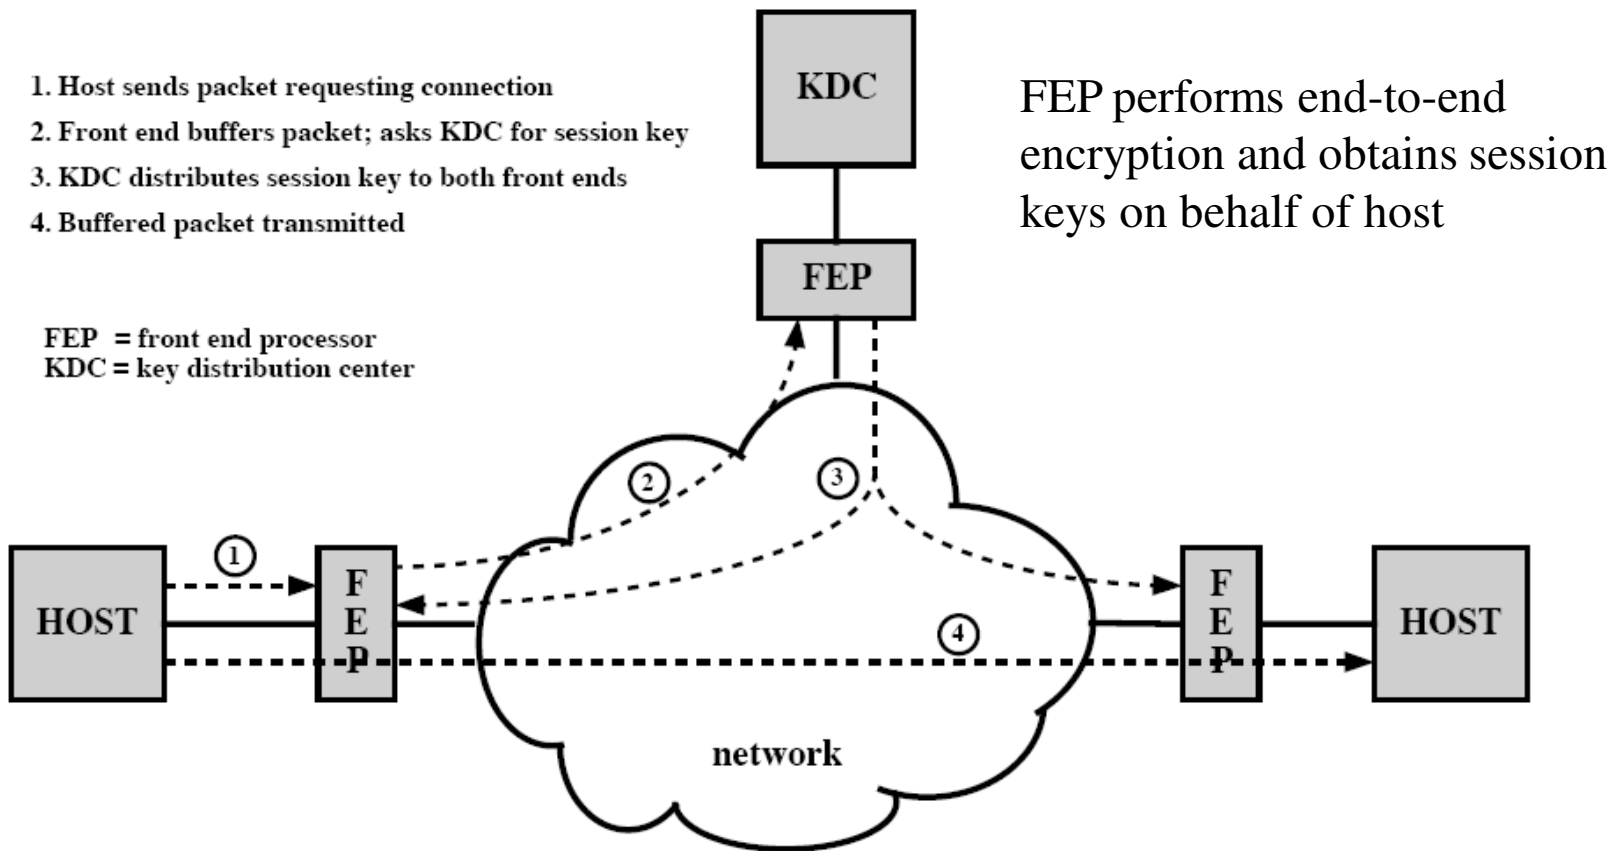 1. Host sends packet requesting connection
2. Front end buffers packet; asks KDC for session key
3. KDC distributes session key to both front ends
4. Buffered packet transmitted
FEP = front end processor
KDC = key distribution center
KDC
FEP
FEP performs end-to-end
encryption and obtains session
keys on behalf of host
2
3
1
HOST
F
E
P
4
F
E
P
HOST
network